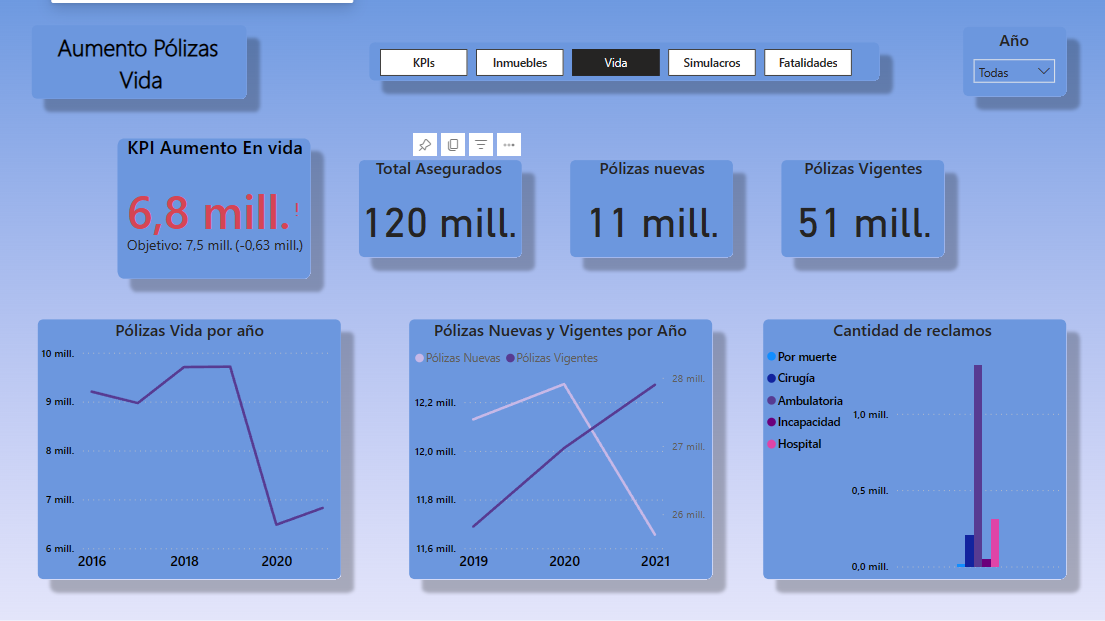 Aumento Pólizas
Vida
KPIs
Inmuebles
Vida
Simulacros
Fatalidades
Año
Todas
KPI Aumento En vida
6,8 mill. !
Objetivo: 7,5 mill. (-0,63 mill.)
Total Asegurados
120 mill.
Pólizas nuevas
11 mill.
Pólizas Vigentes
51 mill.
Pólizas Vida por año
10 mill.
9 mill.
8 mill.
7 mill.
6 mill.
2016
2018
2020
Pólizas Nuevas y Vigentes por Año
Pólizas Nuevas
Pólizas Vigentes
12,2 mill.
12,0 mill.
11,8 mill.
11,6 mill.
28 mill.
27 mill.
26 mill.
2019
2020
2021
Cantidad de reclamos
Por muerte
Cirugía
Ambulatoria
Incapacidad
Hospital
1,0 mill.
0,5 mill.
0,0 mill.